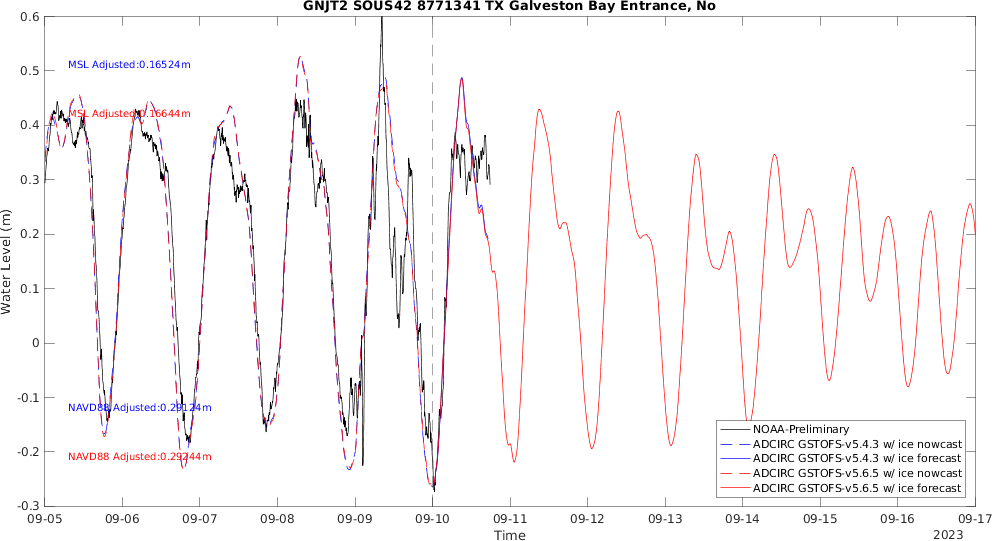 GNJT2 SOUS42 8771341 TX Galveston Bay Entrance, No
0.6
0.5
0.4
0.3
0.2
0.1
0
-0.1
-0.2
-0.3
Water Level (m)
MSL Adjusted:0.16524m
MSL Adjusted:0.16644m
NAVD88 Adjusted:0.29124m
NAVD88 Adjusted:0.29244m
NOAA-Preliminary
ADCIRC GSTOFS-v5.4.3 w/ ice nowcast
ADCIRC GSTOFS-v5.4.3 w/ ice forecast
ADCIRC GSTOFS-v5.6.5 w/ ice nowcast
ADCIRC GSTOFS-v5.6.5 w/ ice forecast
09-05 09-06 09-07 09-08 09-09 09-10 09-11 09-12 09-13 09-14 09-15 09-16 09-17
Time
2023